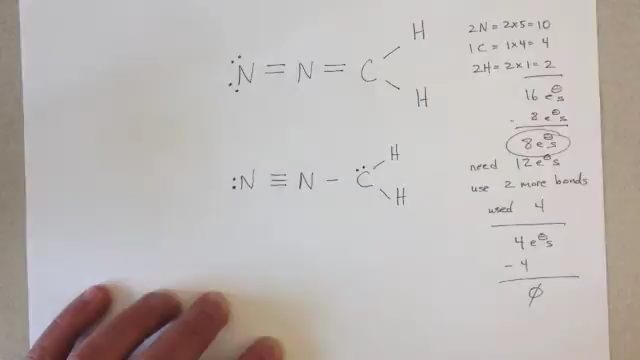 H
:N̈ = N = C
H
H
:N ≡ N – C̈
H
2N = 2x5 = 10
1C = 1x4 = 4
2H = 2x1 = 2
16 e⊖s
- 8 e⊖s
8 e⊖s
need 12 e⊖s
use 2 more bonds
used 4
4 e⊖s
- 4
∅